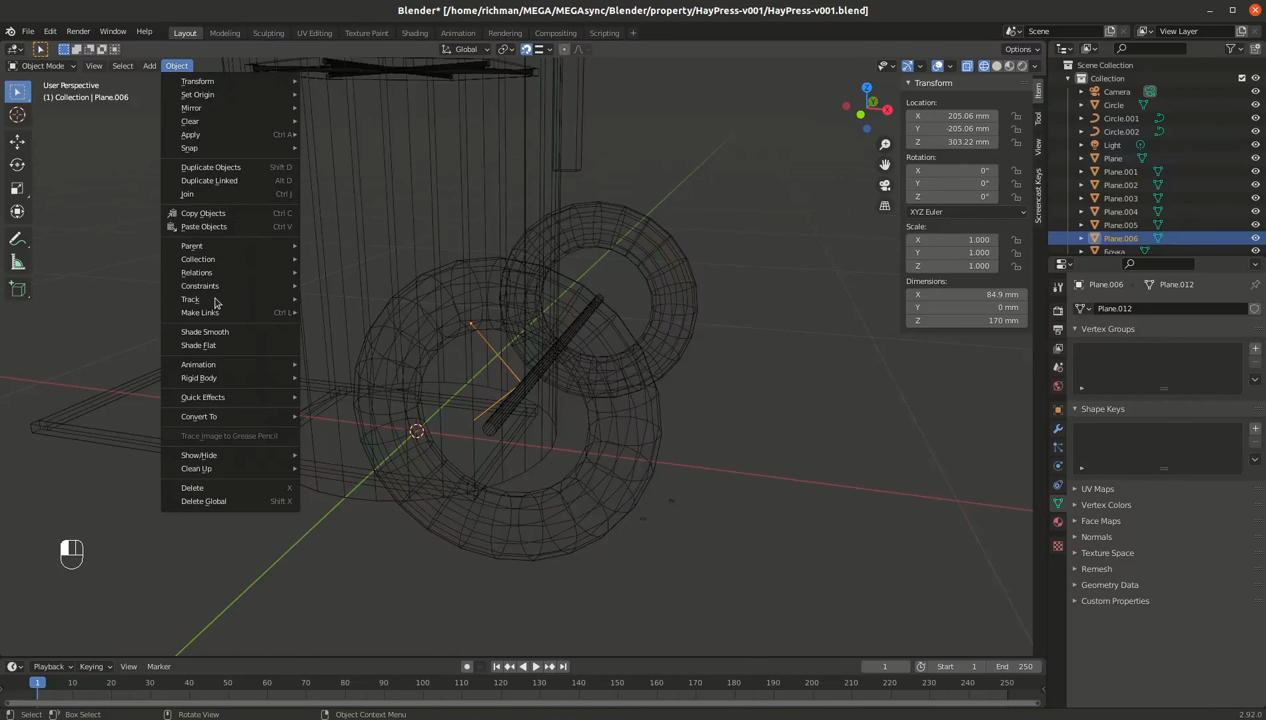 Blender* [/home/richman/MEGA/MEGAsync/Blender/property/HayPress-v001/HayPress-v001.blend]
File Edit Render Window Help Layout Modeling Sculpting UV Editing Texture Paint Shading Animation Rendering Compositing Scripting Scene View Layer
Global Options
Object Mode View Select Add Object
User Perspective
(1) Collection | Plane.006
Transform
Set Origin
Mirror
Clear
Apply Ctrl A
Snap
Duplicate Objects Shift D
Duplicate Linked Alt D
Join Ctrl J
Copy Objects Ctrl C
Paste Objects Ctrl V
Parent
Collection
Relations
Constraints
Track
Make Links Ctrl L
Shade Smooth
Shade Flat
Animation
Rigid Body
Quick Effects
Convert To
Trace Image to Grease Pencil
Show/Hide
Clean Up
Delete X
Delete Global Shift X
Z
Y
X
Transform
Location:
X 205.06 mm
Y -205.06 mm
Z 303.22 mm
Rotation:
X 0°
Y 0°
Z 0°
XYZ Euler
Scale:
X 1.000
Y 1.000
Z 1.000
Dimensions:
X 84.9 mm
Y 0 mm
Z 170 mm
Item
Tool
View
Screencast Keys
Scene Collection
Collection
Camera
Circle
Circle.001
Circle.002
Light
Plane
Plane.001
Plane.002
Plane.003
Plane.004
Plane.005
Plane.006
Бочка
Plane.006 Plane.012
Plane.012
Vertex Groups
Shape Keys
UV Maps
Vertex Colors
Face Maps
Normals
Texture Space
Remesh
Geometry Data
Custom Properties
Playback Keying View Marker 1 Start 1 End 250
1 10 20 30 40 50 60 70 80 90 100 110 120 130 140 150 160 170 180 190 200 210 220 230 240 250
Select Box Select Rotate View Object Context Menu 2.92.0